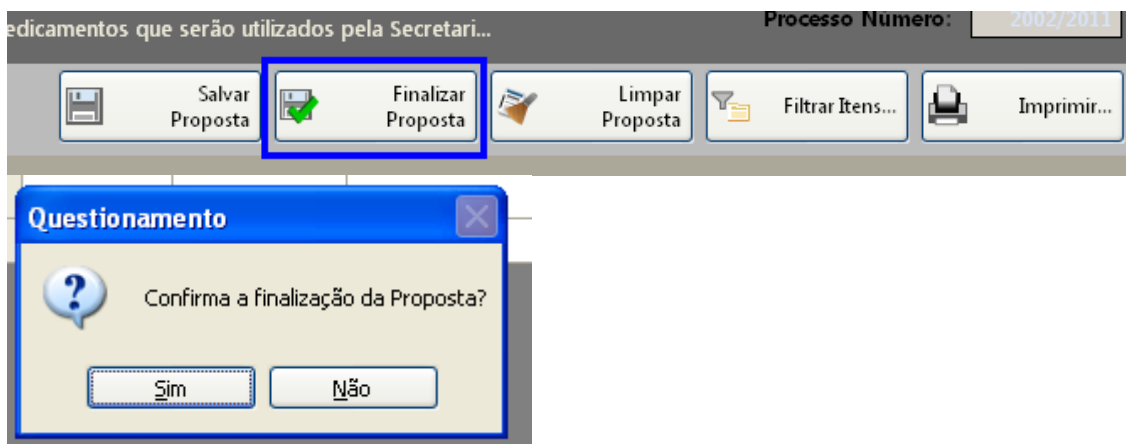 edicamentos que serão utilizados pela Secretari...
Processo Número: 2002/2011
Salvar
Proposta
Finalizar
Proposta
Limpar
Proposta
Filtrar Itens...
Imprimir...
Questionamento
Confirma a finalização da Proposta?
Sim
Não